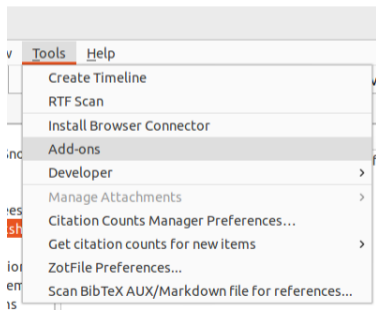 Tools Help
Create Timeline
RTF Scan
Install Browser Connector
Add-ons
Developer
Manage Attachments
Citation Counts Manager Preferences...
Get citation counts for new items
ZotFile Preferences...
Scan BibTeX AUX/Markdown file for references...